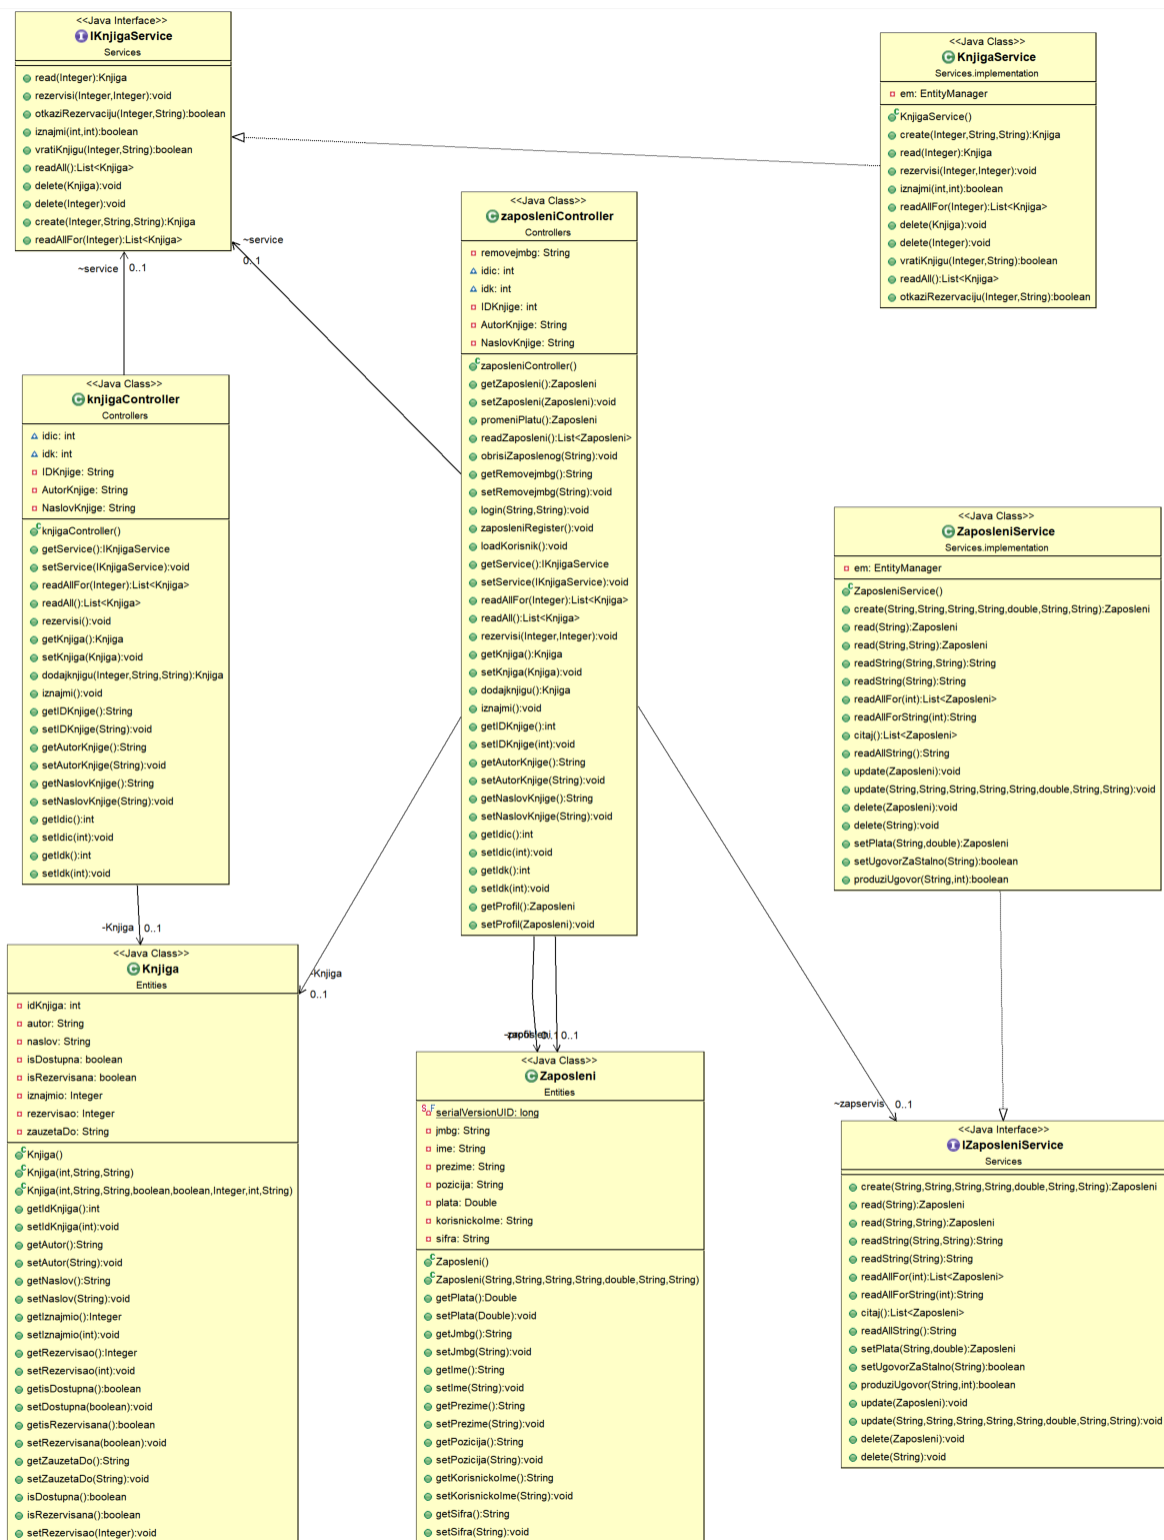 <<Java Interface>>
IKnjigaService
Services
read(Integer):Knjiga
rezervisi(Integer,Integer):void
otkaziRezervaciju(Integer,String):boolean
iznajmi(int,int):boolean
vratiKnjigu(Integer,String):boolean
readAll():List<Knjiga>
delete(Knjiga):void
delete(Integer):void
create(Integer,String,String):Knjiga
readAllFor(Integer):List<Knjiga>
<<Java Class>>
KnjigaService
Services.implementation
em: EntityManager
KnjigaService()
create(Integer,String,String):Knjiga
read(Integer):Knjiga
rezervisi(Integer,Integer):void
iznajmi(int,int):boolean
readAllFor(Integer):List<Knjiga>
delete(Knjiga):void
delete(Integer):void
vratiKnjigu(Integer,String):boolean
readAll():List<Knjiga>
otkaziRezervaciju(Integer,String):boolean
~service
0..1
~service
0..1
<<Java Class>>
zaposleniController
Controllers
removejmbg: String
idic: int
idk: int
IDKnjige: int
AutorKnjige: String
NaslovKnjige: String
zaposleniController()
getZaposleni():Zaposleni
setZaposleni(Zaposleni):void
promeniPlatu():Zaposleni
readZaposleni():List<Zaposleni>
obrisiZaposlenog(String):void
getRemovejmbg():String
setRemovejmbg(String):void
login(String,String):void
zaposleniRegister():void
loadKorisnik():void
getService():IKnjigaService
setService(IKnjigaService):void
readAllFor(Integer):List<Knjiga>
readAll():List<Knjiga>
rezervisi(Integer,Integer):void
getKnjiga():Knjiga
setKnjiga(Knjiga):void
dodajknjigu():Knjiga
iznajmi():void
getIDKnjige():int
setIDKnjige(int):void
getAutorKnjige():String
setAutorKnjige(String):void
getNaslovKnjige():String
setNaslovKnjige(String):void
getIdic():int
setIdic(int):void
getIdk():int
setIdk(int):void
getProfil():Zaposleni
setProfil(Zaposleni):void
<<Java Class>>
knjigaController
Controllers
idic: int
idk: int
IDKnjige: String
AutorKnjige: String
NaslovKnjige: String
knjigaController()
getService():IKnjigaService
setService(IKnjigaService):void
readAllFor(Integer):List<Knjiga>
readAll():List<Knjiga>
rezervisi():void
getKnjiga():Knjiga
setKnjiga(Knjiga):void
dodajknjigu(Integer,String,String):Knjiga
iznajmi():void
getIDKnjige():String
setIDKnjige(String):void
getAutorKnjige():String
setAutorKnjige(String):void
getNaslovKnjige():String
setNaslovKnjige(String):void
getIdic():int
setIdic(int):void
getIdk():int
setIdk(int):void
<<Java Class>>
ZaposleniService
Services.implementation
em: EntityManager
ZaposleniService()
create(String,String,String,String,double,String,String):Zaposleni
read(String):Zaposleni
read(String,String):Zaposleni
readString(String,String):String
readString(String):String
readAllFor(int):List<Zaposleni>
readAllForString(int):String
citaj():List<Zaposleni>
readAllString():String
update(Zaposleni):void
update(String,String,String,String,String,double,String,String):void
delete(Zaposleni):void
delete(String):void
setPlata(String,double):Zaposleni
setUgovorZaStalno(String):boolean
produziUgovor(String,int):boolean
-Knjiga
0..1
-Knjiga
0..1
0..1
~zapservis
0..1
<<Java Class>>
Knjiga
Entities
idKnjiga: int
autor: String
naslov: String
isDostupna: boolean
isRezervisana: boolean
iznajmio: Integer
rezervisao: Integer
zauzetaDo: String
Knjiga()
Knjiga(int,String,String)
Knjiga(int,String,String,boolean,boolean,Integer,int,String)
getIdKnjiga():int
setIdKnjiga(int):void
getAutor():String
setAutor(String):void
getNaslov():String
setNaslov(String):void
getIznajmio():Integer
setIznajmio(int):void
getRezervisao():Integer
setRezervisao(int):void
getisDostupna():boolean
setDostupna(boolean):void
getisRezervisana():boolean
setRezervisana(boolean):void
getZauzetaDo():String
setZauzetaDo(String):void
isDostupna():boolean
isRezervisana():boolean
setRezervisao(Integer):void
<<Java Class>>
Zaposleni
Entities
serialVersionUID: long
jmbg: String
ime: String
prezime: String
pozicija: String
plata: Double
korisnickoIme: String
sifra: String
Zaposleni()
Zaposleni(String,String,String,String,double,String,String)
getPlata():Double
setPlata(Double):void
getJmbg():String
setJmbg(String):void
getIme():String
setIme(String):void
getPrezime():String
setPrezime(String):void
getPozicija():String
setPozicija(String):void
getKorisnickoIme():String
setKorisnickoIme(String):void
getSifra():String
setSifra(String):void
<<Java Interface>>
IZaposleniService
Services
create(String,String,String,String,double,String,String):Zaposleni
read(String):Zaposleni
read(String,String):Zaposleni
readString(String,String):String
readString(String):String
readAllFor(int):List<Zaposleni>
readAllForString(int):String
citaj():List<Zaposleni>
readAllString():String
setPlata(String,double):Zaposleni
setUgovorZaStalno(String):boolean
produziUgovor(String,int):boolean
update(Zaposleni):void
update(String,String,String,String,String,double,String,String):void
delete(Zaposleni):void
delete(String):void